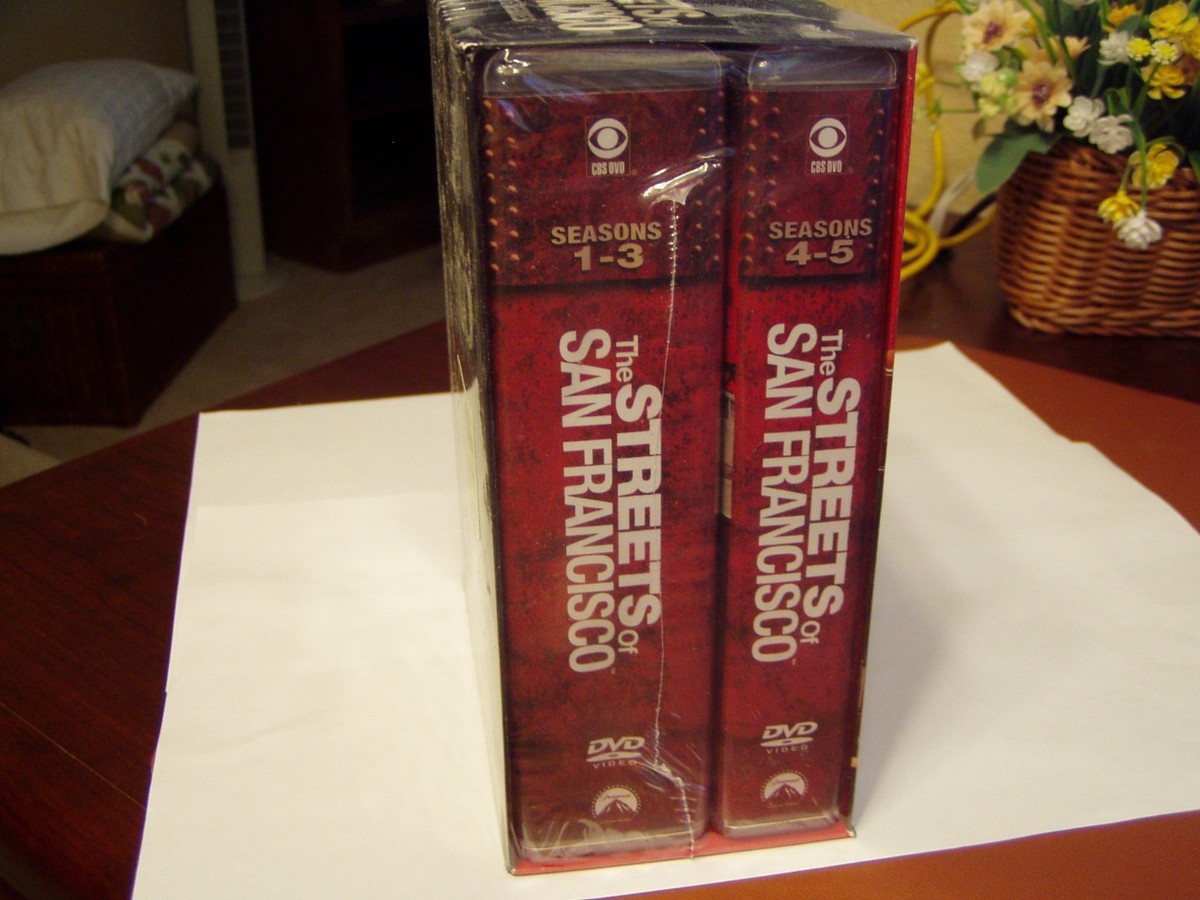 CBS DVD
SEASONS
1-3
The STREETS Of
SAN FRANCISCO
DVD
VIDEO
CBS DVD
SEASONS
4-5
The STREETS Of
SAN FRANCISCO™
DVD
VIDEO